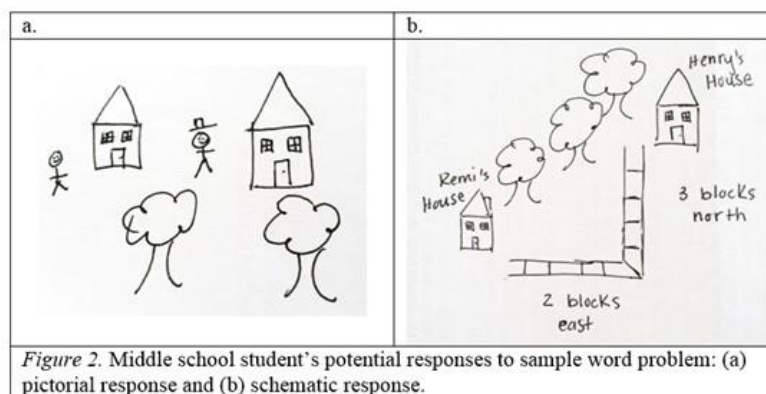 a.
b.
Henry's
House
Remi's
House
3 blocks
north
2 blocks
east
Figure 2. Middle school student's potential responses to sample word problem: (a)
pictorial response and (b) schematic response.